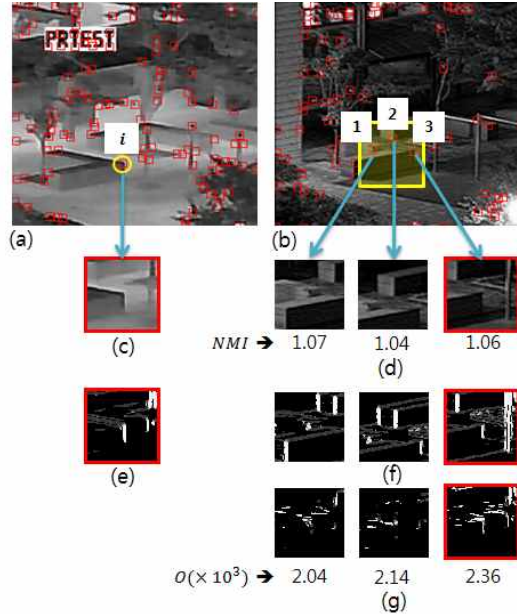 PRTEST
i
1 2 3
(a) (b)
(c)
NMI ➔ 1.07 1.04 1.06
(d)
(e) (f)
O(× 10³) ➔ 2.04 2.14 2.36
(g)